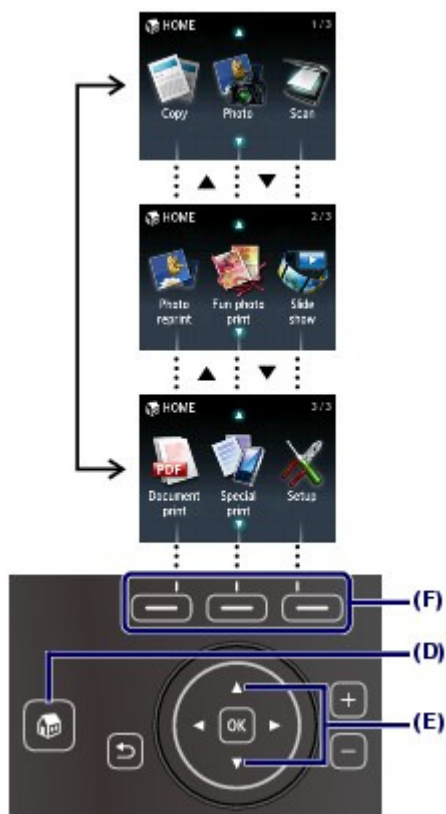 HOME 1/3
Copy Photo Scan
HOME 2/3
Photo reprint Fun photo print Slide show
HOME 3/3
PDF
Document print Special print Setup
(F)
(D)
+
OK
(E)
−